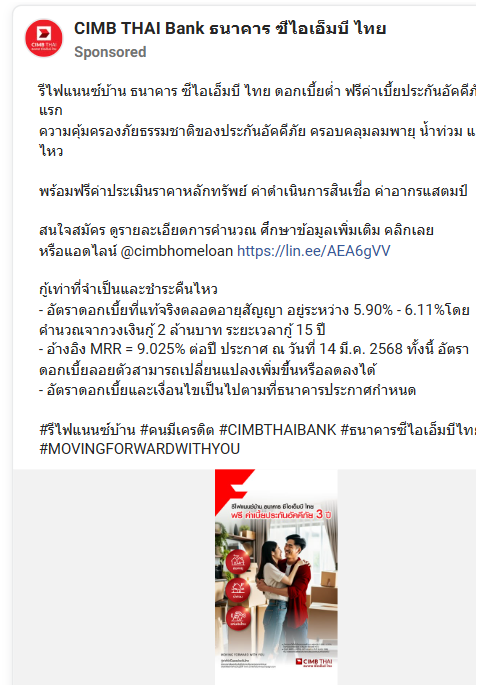 CIMB THAI Bank ธนาคาร ซีไอเอ็มบี ไทย
Sponsored
รีไฟแนนซ์บ้าน ธนาคาร ซีไอเอ็มบี ไทย ดอกเบี้ยต่ำ ฟรีค่าเบี้ยประกันอัคคีภั
แรก
ความคุ้มครองภัยธรรมชาติของประกันอัคคีภัย ครอบคลุมลมพายุ น้ำท่วม แ
ไหว
พร้อมฟรีค่าประเมินราคาหลักทรัพย์ ค่าดำเนินการสินเชื่อ ค่าอากรแสตมป์
สนใจสมัคร ดูรายละเอียดการคำนวณ ศึกษาข้อมูลเพิ่มเติม คลิกเลย
หรือแอดไลน์ @cimbhomeloan https://lin.ee/AEA6gVV
กู้เท่าที่จำเป็นและชำระคืนไหว
- อัตราดอกเบี้ยที่แท้จริงตลอดอายุสัญญา อยู่ระหว่าง 5.90% - 6.11%โดย
คำนวณจากวงเงินกู้ 2 ล้านบาท ระยะเวลากู้ 15 ปี
- อ้างอิง MRR = 9.025% ต่อปี ประกาศ ณ วันที่ 14 มี.ค. 2568 ทั้งนี้ อัตรา
ดอกเบี้ยลอยตัวสามารถเปลี่ยนแปลงเพิ่มขึ้นหรือลดลงได้
- อัตราดอกเบี้ยและเงื่อนไขเป็นไปตามที่ธนาคารประกาศกำหนด
#รีไฟแนนซ์บ้าน #คนมีเครดิต #CIMBTHAIBANK #ธนาคารซีไอเอ็มบีไทย
#MOVINGFORWARDWITHYOU
รีไฟแนนซ์บ้าน ธนาคาร ซีไอเอ็มบี ไทย
ฟรี ค่าเบี้ยประกันอัคคีภัย 3 ปี
MOVING FORWARD WITH YOU
CIMB THAI